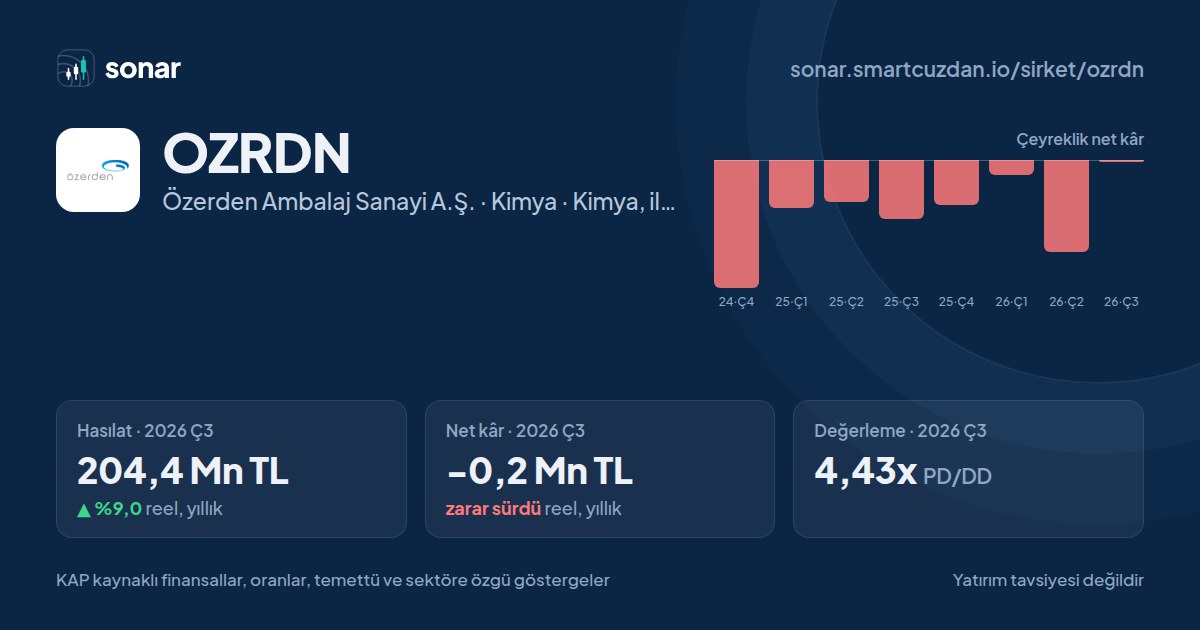 sonar
sonar.smartcuzdan.io/sirket/ozrdn
özerden
OZRDN
Özerden Ambalaj Sanayi A.Ş. · Kimya · Kimya, il...
Çeyreklik net kâr
24·Ç4 25·Ç1 25·Ç2 25·Ç3 25·Ç4 26·Ç1 26·Ç2 26·Ç3
Hasılat · 2026 Ç3
204,4 Mn TL
▲ %9,0 reel, yıllık
Net kâr · 2026 Ç3
−0,2 Mn TL
zarar sürdü reel, yıllık
Değerleme · 2026 Ç3
4,43x PD/DD
KAP kaynaklı finansallar, oranlar, temettü ve sektöre özgü göstergeler
Yatırım tavsiyesi değildir